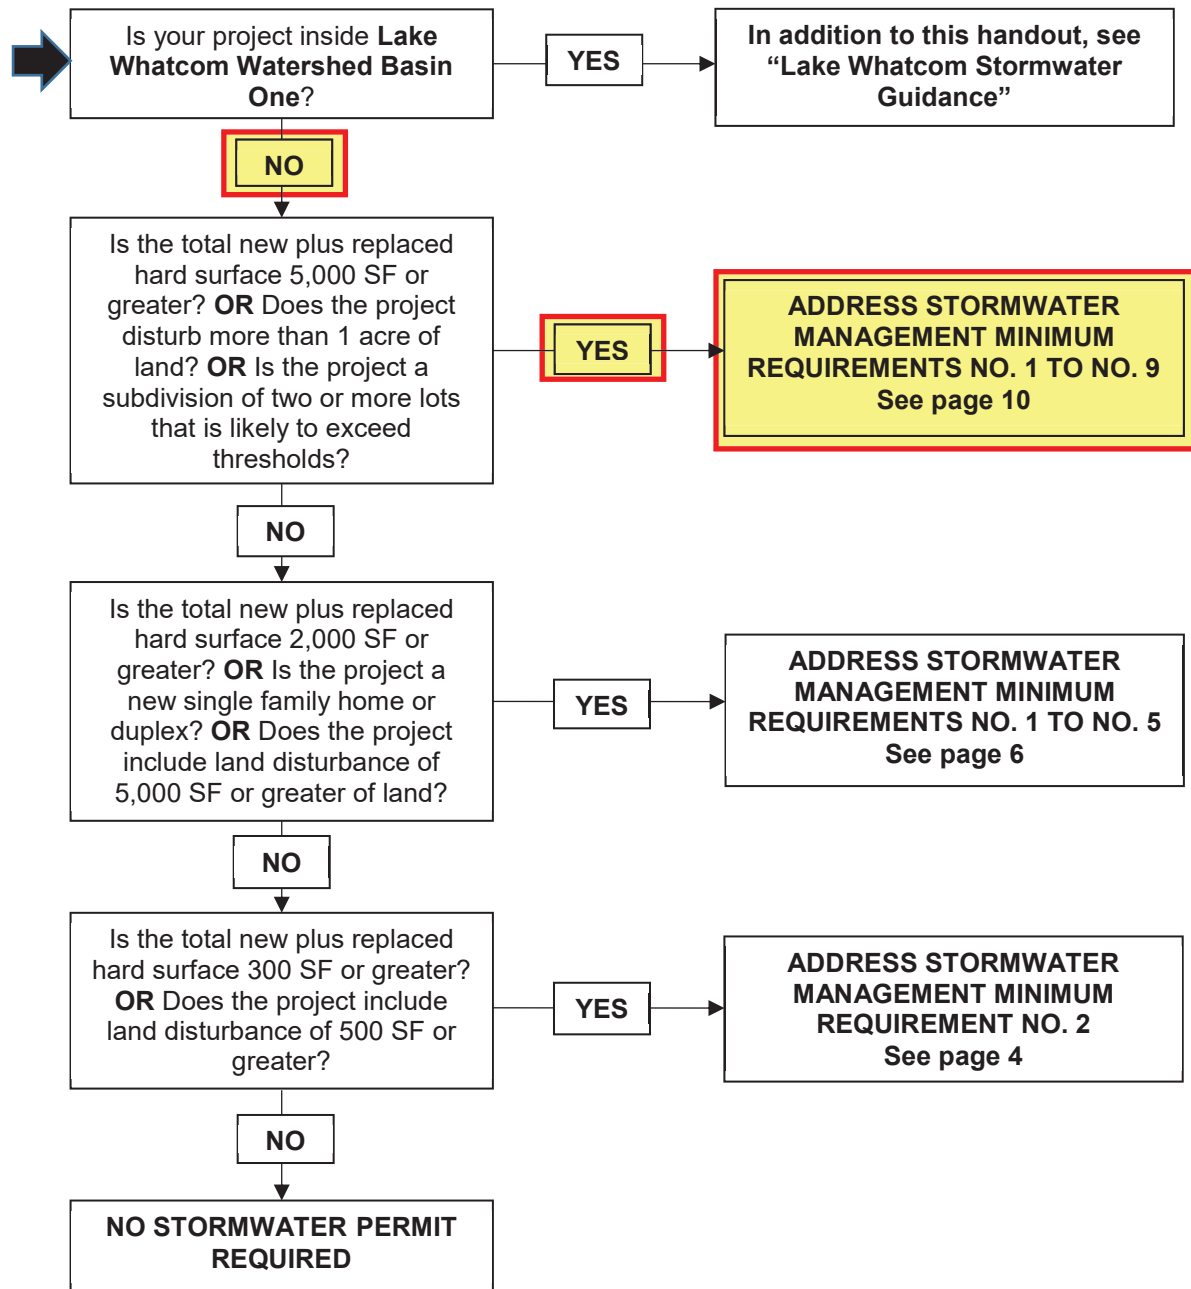 Is your project inside Lake
Whatcom Watershed Basin
One?
YES
In addition to this handout, see
“Lake Whatcom Stormwater
Guidance”
NO
Is the total new plus replaced
hard surface 5,000 SF or
greater? OR Does the project
disturb more than 1 acre of
land? OR Is the project a
subdivision of two or more lots
that is likely to exceed
thresholds?
YES
ADDRESS STORMWATER
MANAGEMENT MINIMUM
REQUIREMENTS NO. 1 TO NO. 9
See page 10
NO
Is the total new plus replaced
hard surface 2,000 SF or
greater? OR Is the project a
new single family home or
duplex? OR Does the project
include land disturbance of
5,000 SF or greater of land?
YES
ADDRESS STORMWATER
MANAGEMENT MINIMUM
REQUIREMENTS NO. 1 TO NO. 5
See page 6
NO
Is the total new plus replaced
hard surface 300 SF or greater?
OR Does the project include
land disturbance of 500 SF or
greater?
YES
ADDRESS STORMWATER
MANAGEMENT MINIMUM
REQUIREMENT NO. 2
See page 4
NO
NO STORMWATER PERMIT
REQUIRED